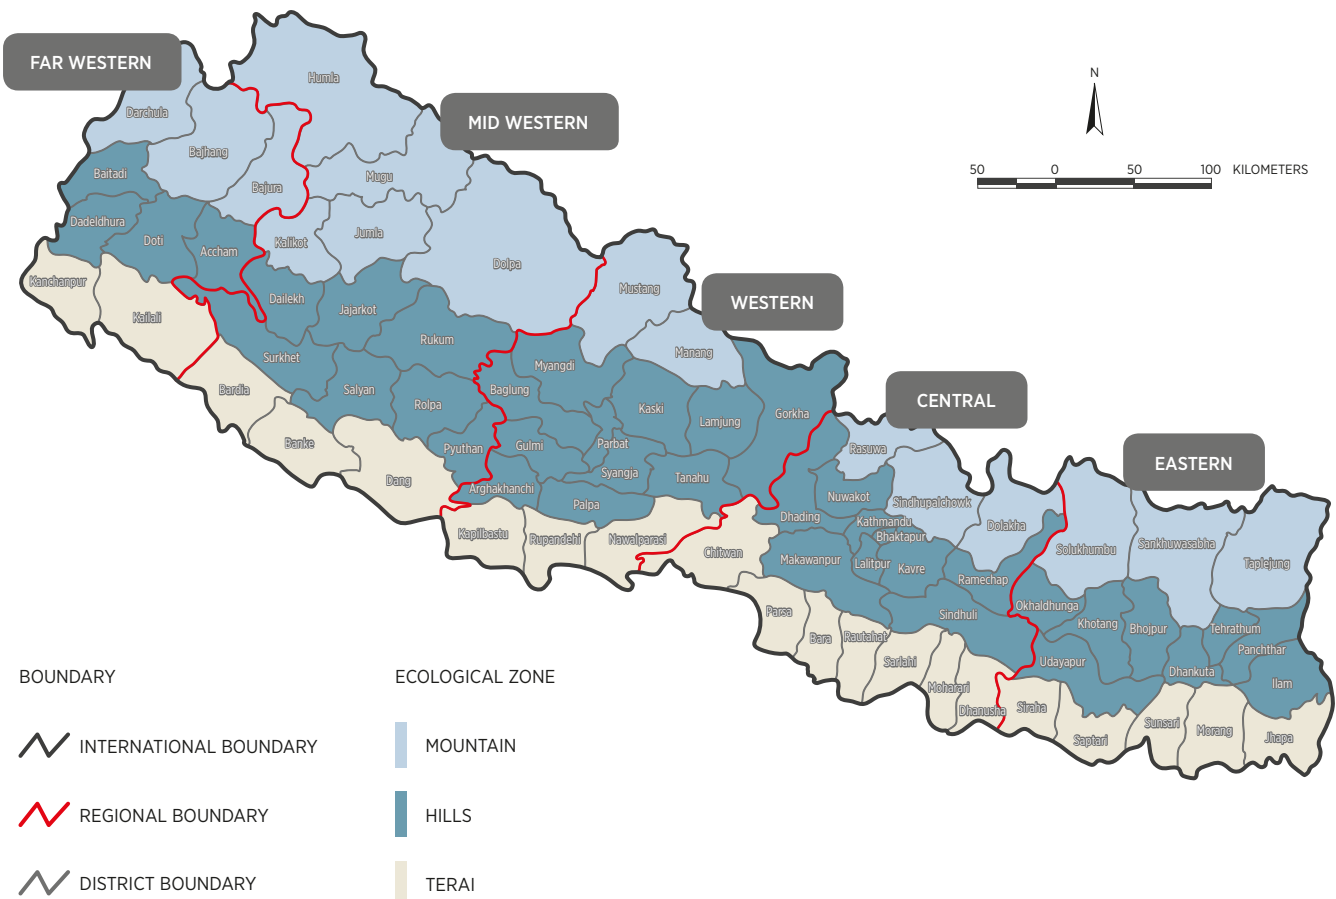 FAR WESTERN
MID WESTERN
WESTERN
CENTRAL
EASTERN
N
50 0 50 100 KILOMETERS
Humla
Darchula
Bajhang
Baitadi
Mugu
Bajura
Dadeldhura
Doti
Accham
Kalikot
Jumla
Dolpa
Kanchanpur
Kailali
Dailekh
Jajarkot
Mustang
Rukum
Manang
Surkhet
Myangdi
Bardia
Salyan
Baglung
Rolpa
Kaski
Lamjung
Gorkha
Banke
Pyuthan
Gulmi
Parbat
Rasuwa
Dang
Arghakhanchi
Syangja
Tanahu
Nuwakot
Sindhupalchowk
Palpa
Dhading
Kathmandu
Dolakha
Kapilbastu
Rupandehi
Nawalparasi
Bhaktapur
Solukhumbu
Sankhuwasabha
Chitwan
Makawanpur
Lalitpur
Kavre
Ramechap
Taplejung
Parsa
Sindhuli
Okhaldhunga
Khotang
Bhojpur
Tehrathum
Bara
Rautahat
Panchthar
Sarlahi
Udayapur
Dhankuta
Ilam
Moharari
Dhanusha
Siraha
Saptari
Sunsari
Morang
Jhapa
BOUNDARY
INTERNATIONAL BOUNDARY
REGIONAL BOUNDARY
DISTRICT BOUNDARY
ECOLOGICAL ZONE
MOUNTAIN
HILLS
TERAI